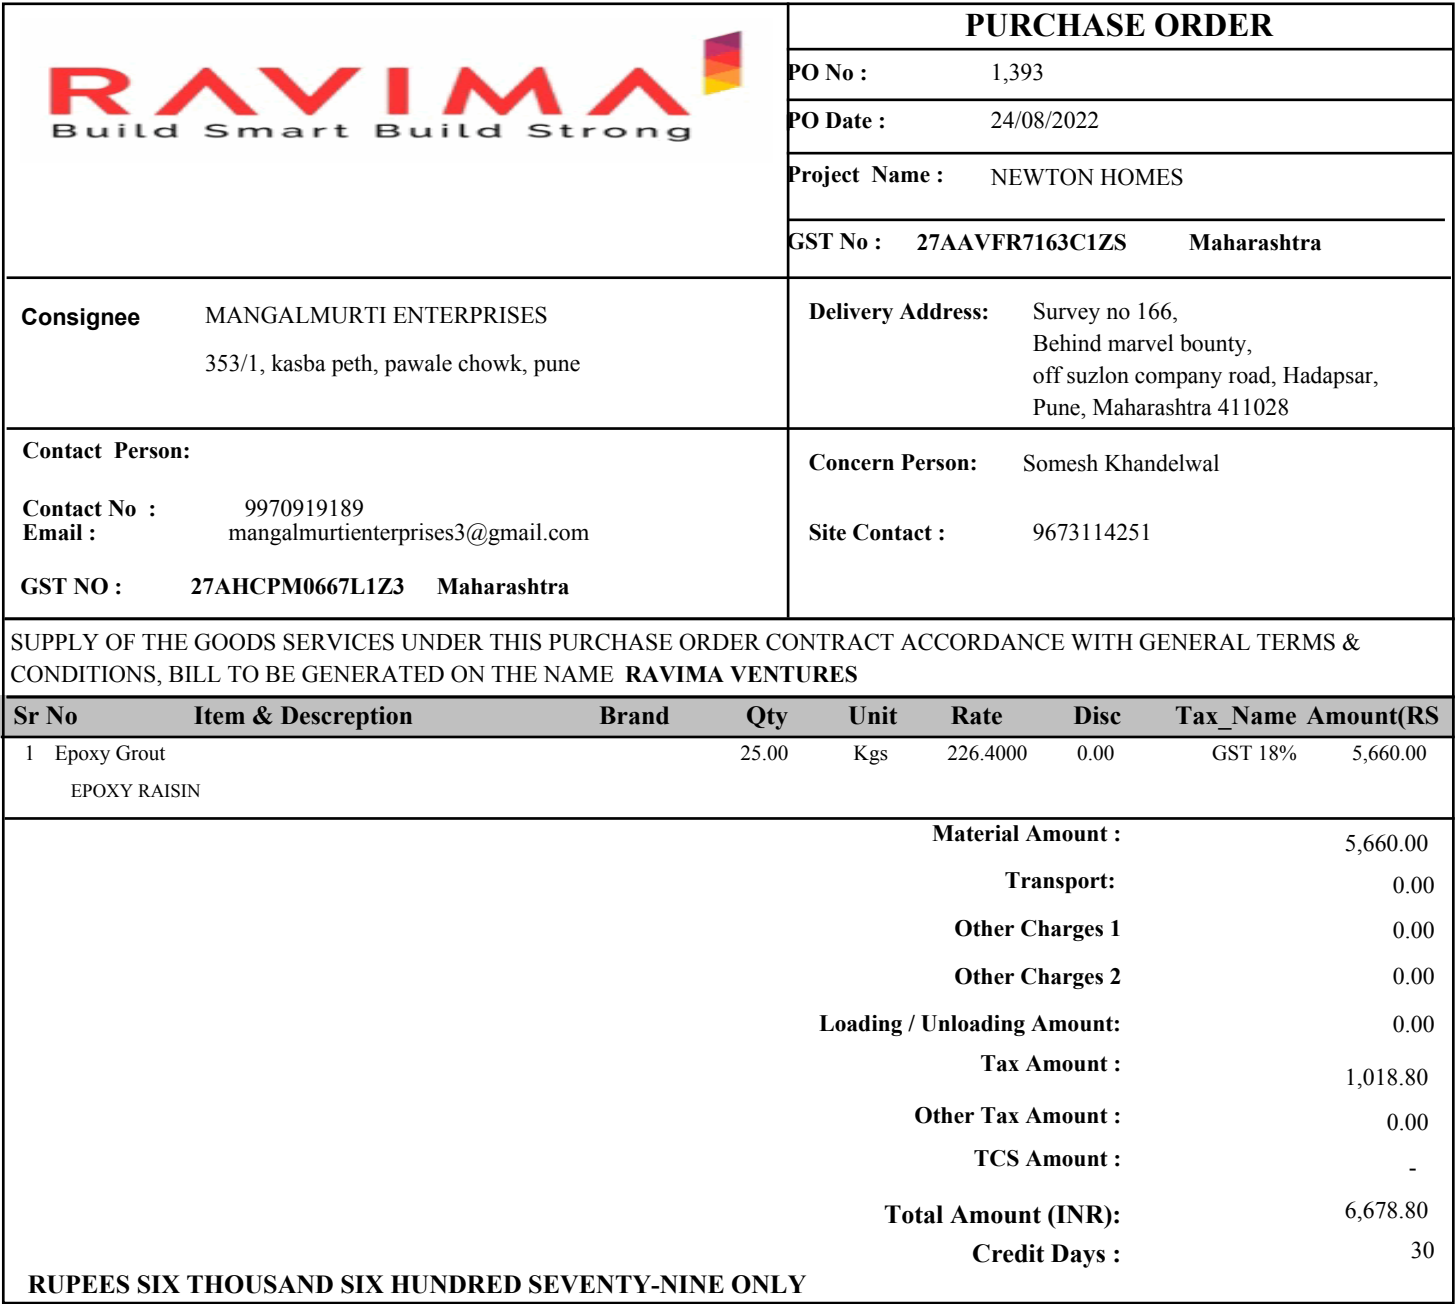 RAVIMA
Build Smart Build Strong
PURCHASE ORDER
PO No : 1,393
PO Date : 24/08/2022
Project Name : NEWTON HOMES
GST No : 27AAVFR7163C1ZS Maharashtra
Consignee MANGALMURTI ENTERPRISES
353/1, kasba peth, pawale chowk, pune
Delivery Address: Survey no 166,
Behind marvel bounty,
off suzlon company road, Hadapsar,
Pune, Maharashtra 411028
Contact Person:
Contact No : 9970919189
Email : mangalmurtienterprises3@gmail.com
GST NO : 27AHCPM0667L1Z3 Maharashtra
Concern Person: Somesh Khandelwal
Site Contact : 9673114251
SUPPLY OF THE GOODS SERVICES UNDER THIS PURCHASE ORDER CONTRACT ACCORDANCE WITH GENERAL TERMS &
CONDITIONS, BILL TO BE GENERATED ON THE NAME RAVIMA VENTURES
Sr No Item & Descreption Brand Qty Unit Rate Disc Tax_Name Amount(RS
1 Epoxy Grout 25.00 Kgs 226.4000 0.00 GST 18% 5,660.00
EPOXY RAISIN
Material Amount : 5,660.00
Transport: 0.00
Other Charges 1 0.00
Other Charges 2 0.00
Loading / Unloading Amount: 0.00
Tax Amount : 1,018.80
Other Tax Amount : 0.00
TCS Amount : -
Total Amount (INR): 6,678.80
Credit Days : 30
RUPEES SIX THOUSAND SIX HUNDRED SEVENTY-NINE ONLY